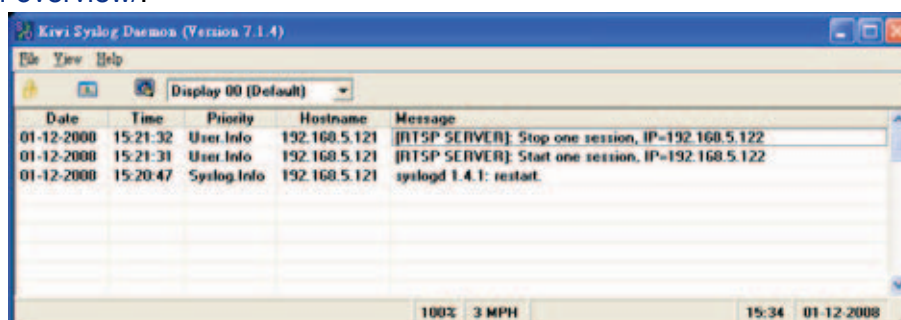 overview/.
Kiwi Syslog Daemon (Version 7.1.4)
File View Help
Display 00 (Default)
Date Time Priority Hostname Message
01-12-2008 15:21:32 User.Info 192.168.5.121 [RTSP SERVER]: Stop one session, IP=192.168.5.122
01-12-2008 15:21:31 User.Info 192.168.5.121 [RTSP SERVER]: Start one session, IP=192.168.5.122
01-12-2008 15:20:47 Syslog.Info 192.168.5.121 syslogd 1.4.1: restart.
100% 3 MPH 15:34 01-12-2008